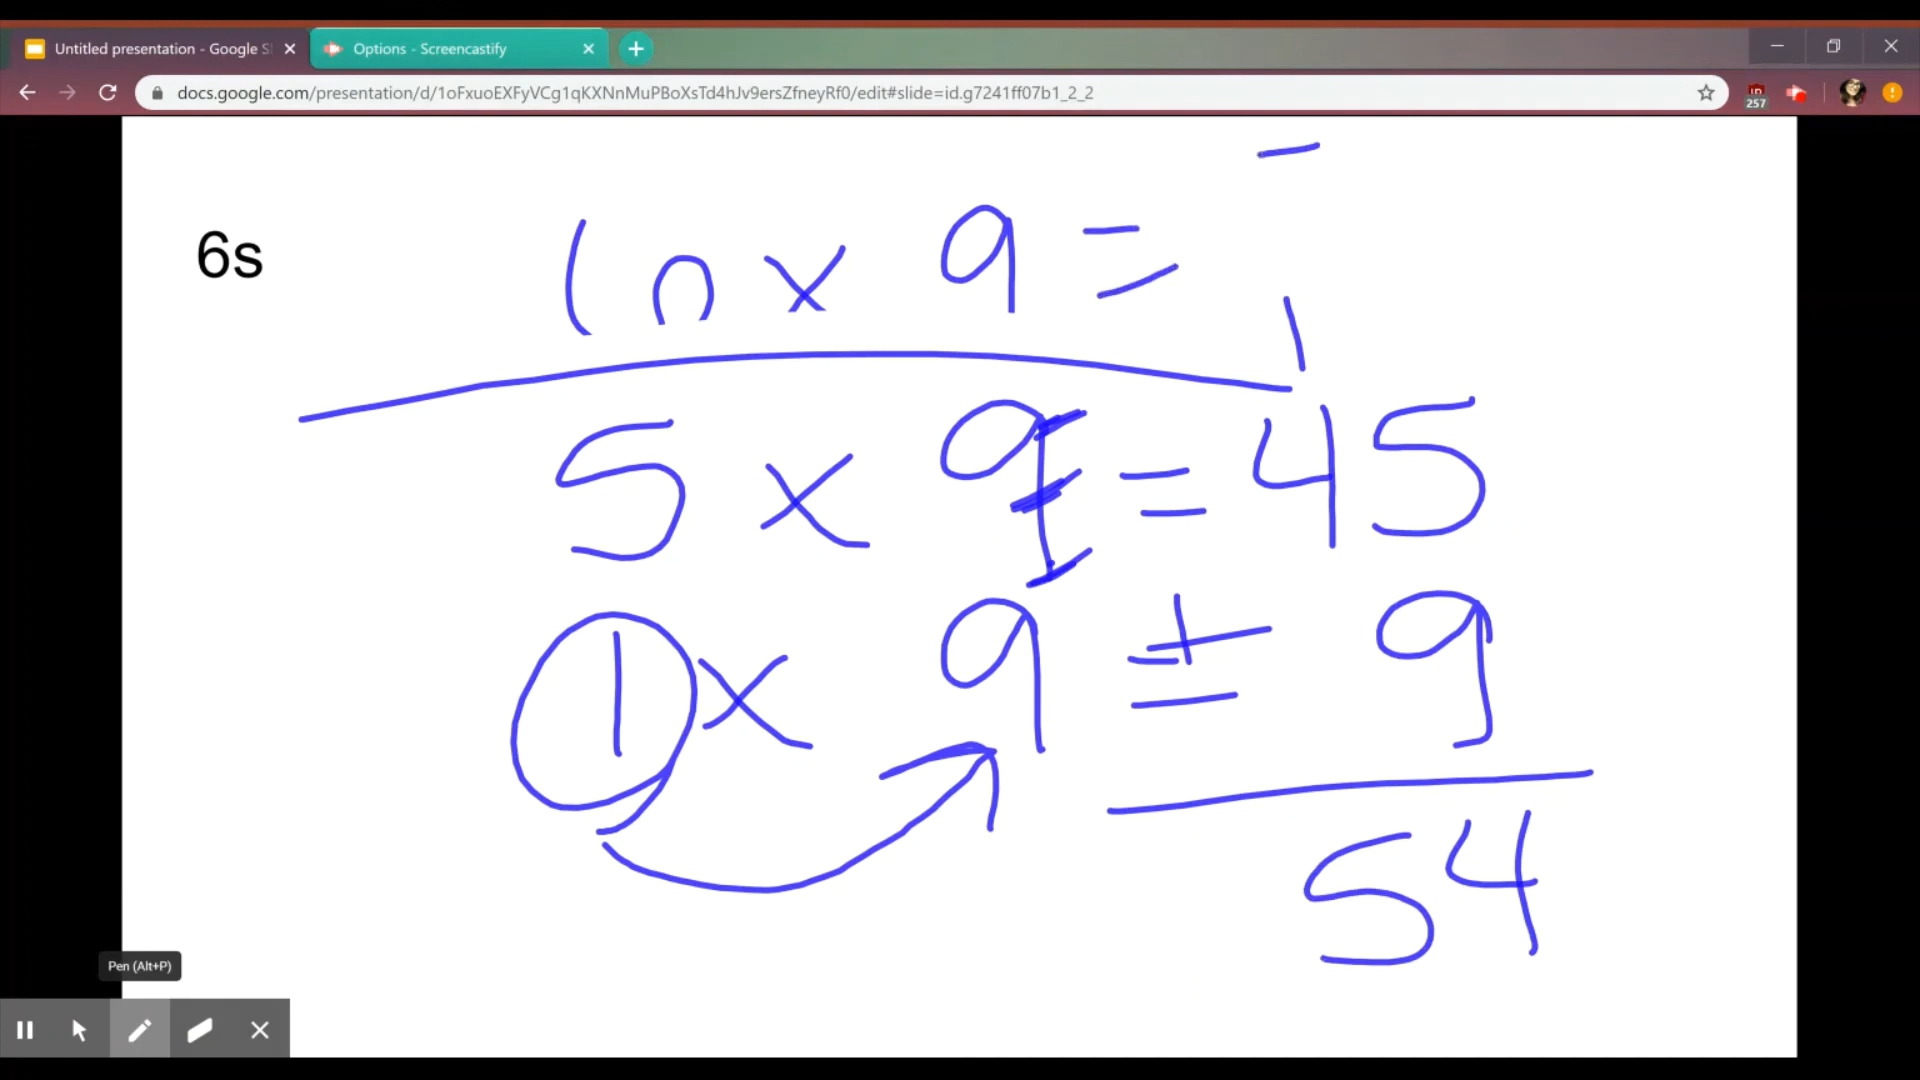 Untitled presentation - Google Sl
Options - Screencastify
docs.google.com/presentation/d/1oFxuoEXFyVCg1qKXNnMuPBoXsTd4hJv9ersZfneyRf0/edit#slide=id.g7241ff07b1_2_2
257
6s
x 9 =
1
5 x 9 = 45
1 x 9 = + 9
54
Pen (Alt+P)